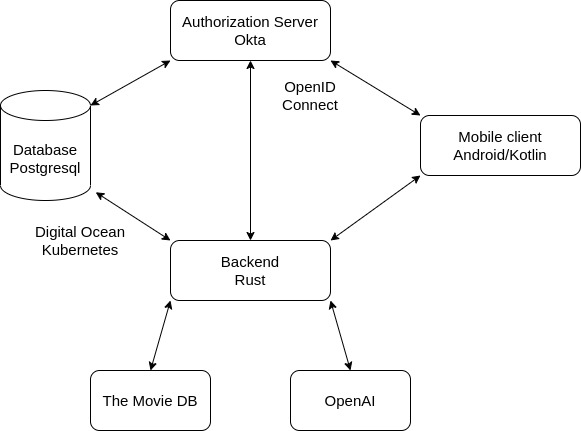 Authorization Server
Okta
OpenID
Connect
Mobile client
Android/Kotlin
Database
Postgresql
Digital Ocean
Kubernetes
Backend
Rust
The Movie DB
OpenAI